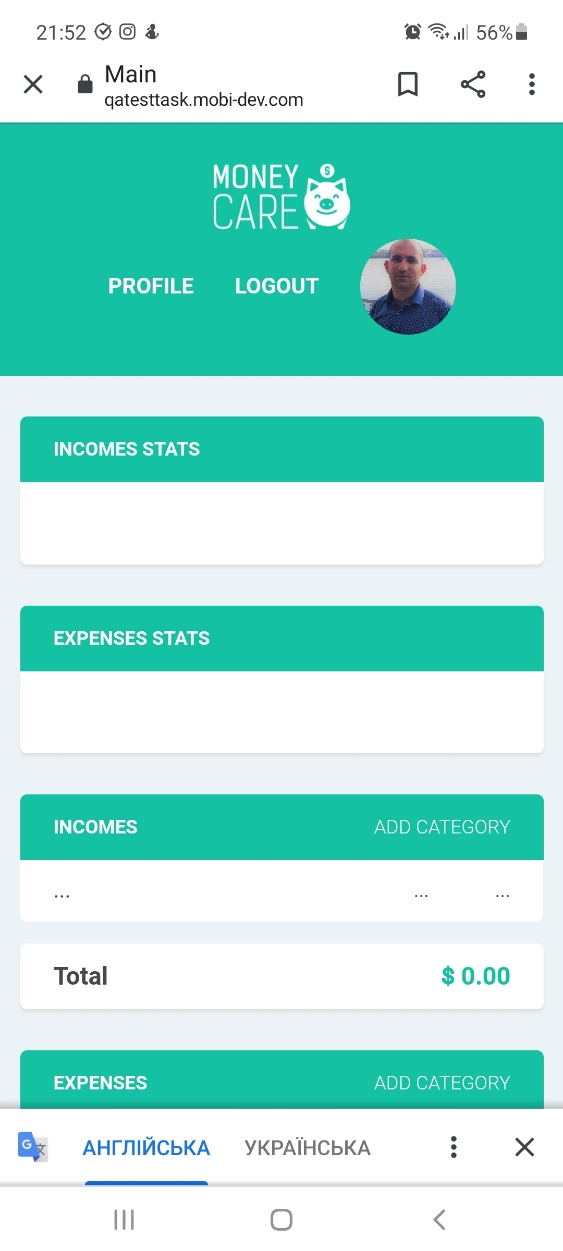 21:52 56%
Main
qatesttask.mobi-dev.com
MONEY
CARE
$
PROFILE LOGOUT
INCOMES STATS
EXPENSES STATS
INCOMES ADD CATEGORY
... ... ...
Total $ 0.00
EXPENSES ADD CATEGORY
G АНГЛІЙСЬКА УКРАЇНСЬКА